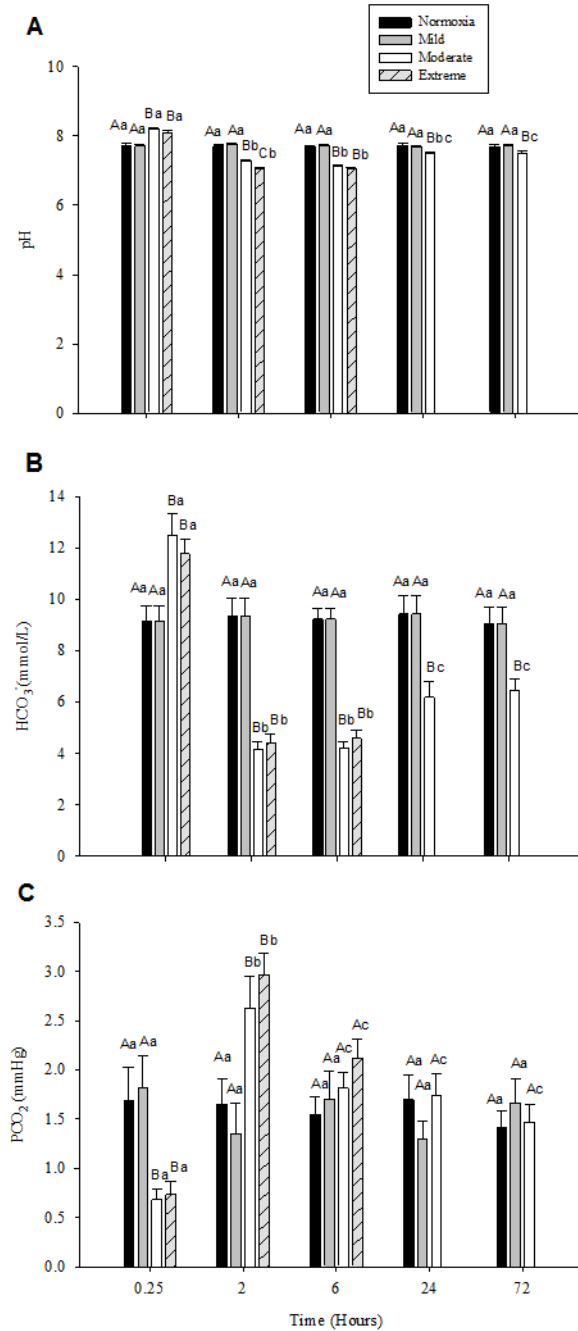 A
Normoxia
Mild
Moderate
Extreme
10
8
6
4
2
0
pH
Aa Aa Ba Ba
Aa Aa Bb Cb
Aa Aa Bb Bb
Aa Aa Bb c
Aa Aa Bc
B
14
12
10
8
6
4
2
0
HCO3- (mmol/L)
Aa Aa Ba Ba
Aa Aa Bb Bb
Aa Aa Bb Bb
Aa Aa Bc
Aa Aa Bc
C
3.5
3.0
2.5
2.0
1.5
1.0
0.5
0.0
PCO2 (mmHg)
Aa Aa Ba Ba
Aa Aa Bb Bb
Aa Aa Ac Ac
Aa Aa Ac
Aa Aa Ac
0.25 2 6 24 72
Time (Hours)